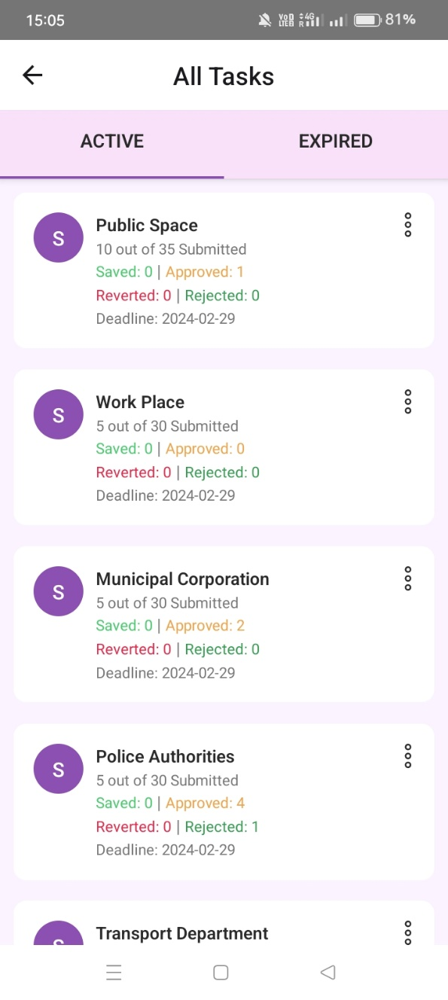 15:05
VoD LTE2 4G R 81%
All Tasks
ACTIVE EXPIRED
S
Public Space
10 out of 35 Submitted
Saved: 0 | Approved: 1
Reverted: 0 | Rejected: 0
Deadline: 2024-02-29
S
Work Place
5 out of 30 Submitted
Saved: 0 | Approved: 0
Reverted: 0 | Rejected: 0
Deadline: 2024-02-29
S
Municipal Corporation
5 out of 30 Submitted
Saved: 0 | Approved: 2
Reverted: 0 | Rejected: 0
Deadline: 2024-02-29
S
Police Authorities
5 out of 30 Submitted
Saved: 0 | Approved: 4
Reverted: 0 | Rejected: 1
Deadline: 2024-02-29
S
Transport Department